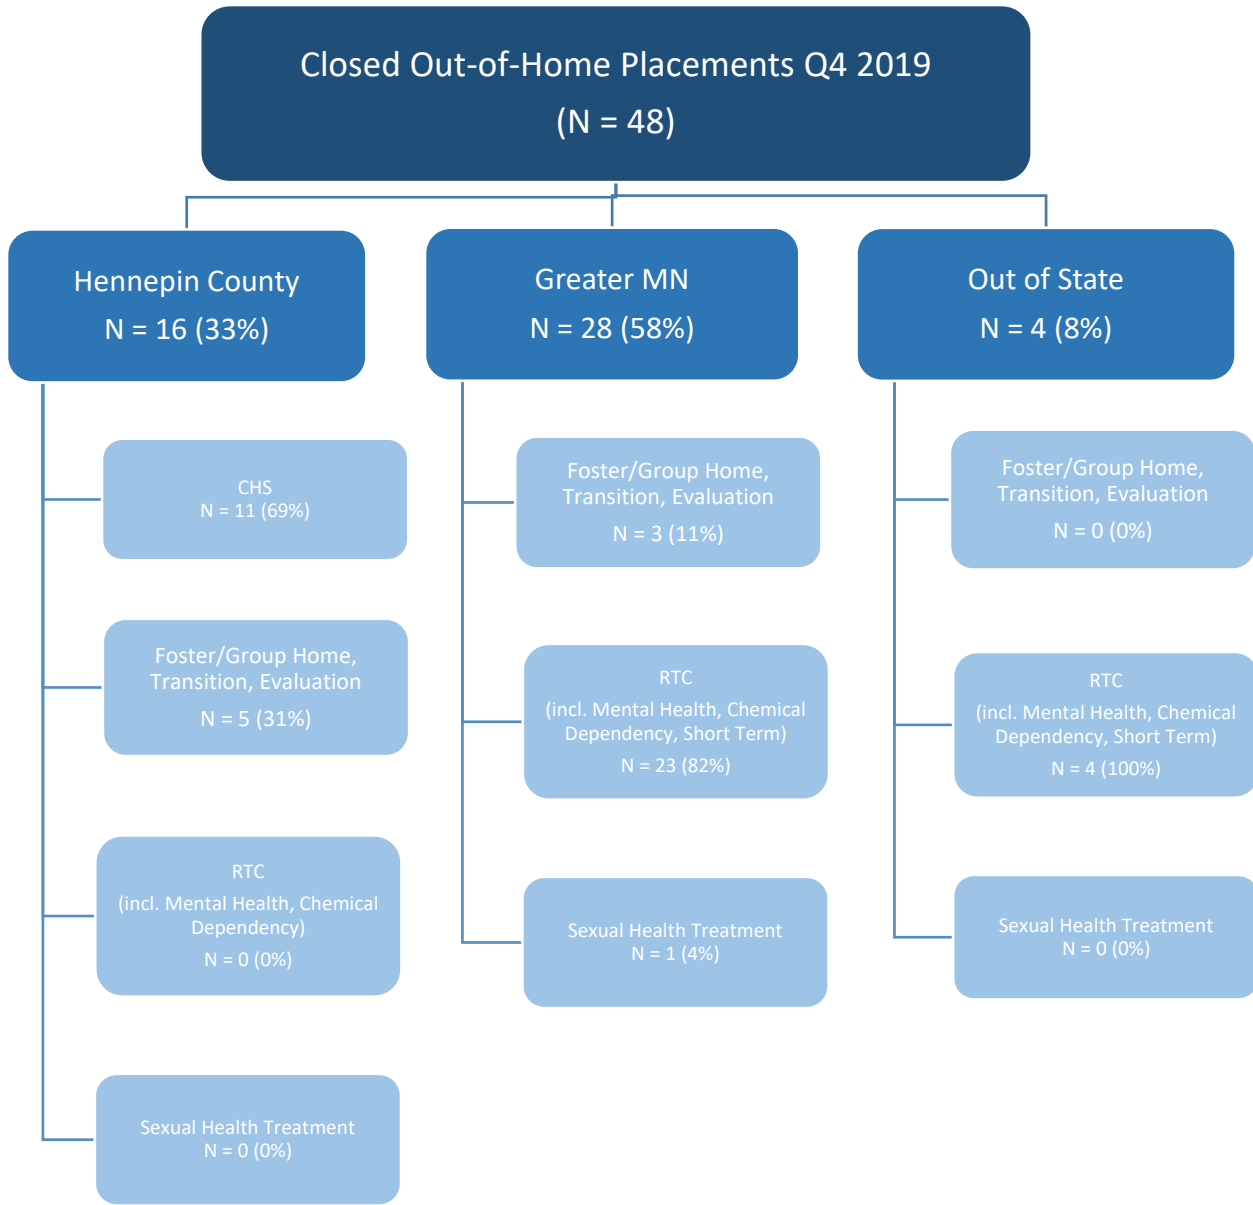 Closed Out-of-Home Placements Q4 2019
(N = 48)
Hennepin County
N = 16 (33%)
CHS
N = 11 (69%)
Foster/Group Home,
Transition, Evaluation
N = 5 (31%)
RTC
(incl. Mental Health, Chemical
Dependency)
N = 0 (0%)
Sexual Health Treatment
N = 0 (0%)
Greater MN
N = 28 (58%)
Foster/Group Home,
Transition, Evaluation
N = 3 (11%)
RTC
(incl. Mental Health, Chemical
Dependency, Short Term)
N = 23 (82%)
Sexual Health Treatment
N = 1 (4%)
Out of State
N = 4 (8%)
Foster/Group Home,
Transition, Evaluation
N = 0 (0%)
RTC
(incl. Mental Health, Chemical
Dependency, Short Term)
N = 4 (100%)
Sexual Health Treatment
N = 0 (0%)